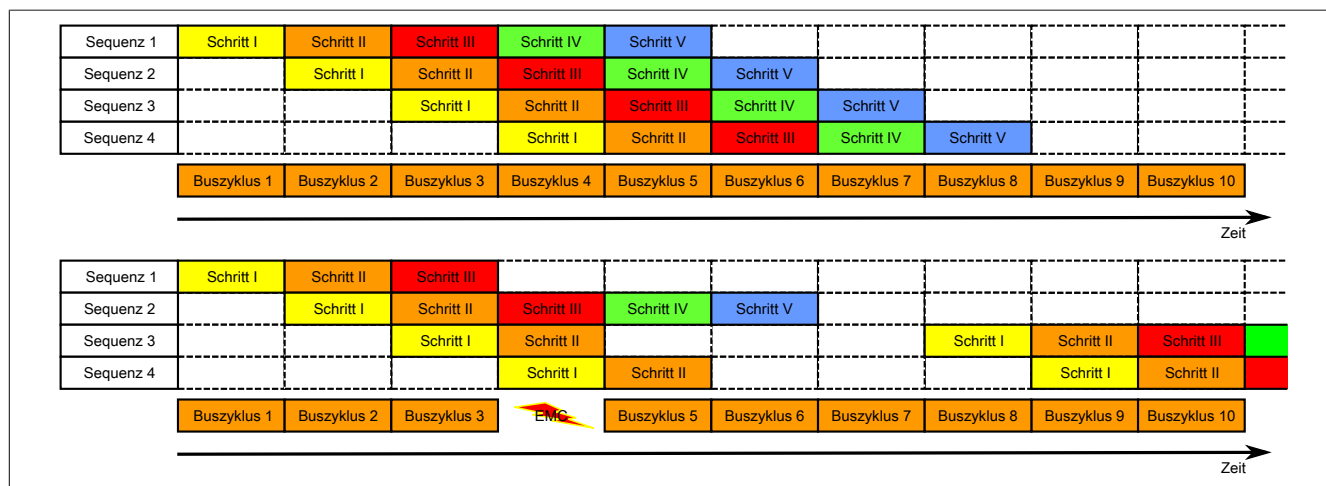 Sequenz 1 Schritt I Schritt II Schritt III Schritt IV Schritt V
Sequenz 2 Schritt I Schritt II Schritt III Schritt IV Schritt V
Sequenz 3 Schritt I Schritt II Schritt III Schritt IV Schritt V
Sequenz 4 Schritt I Schritt II Schritt III Schritt IV Schritt V
Buszyklus 1 Buszyklus 2 Buszyklus 3 Buszyklus 4 Buszyklus 5 Buszyklus 6 Buszyklus 7 Buszyklus 8 Buszyklus 9 Buszyklus 10
Zeit
Sequenz 1 Schritt I Schritt II Schritt III
Sequenz 2 Schritt I Schritt II Schritt III Schritt IV Schritt V
Sequenz 3 Schritt I Schritt II Schritt I Schritt II Schritt III
Sequenz 4 Schritt I Schritt II Schritt I Schritt II
Buszyklus 1 Buszyklus 2 Buszyklus 3 EMC Buszyklus 5 Buszyklus 6 Buszyklus 7 Buszyklus 8 Buszyklus 9 Buszyklus 10
Zeit